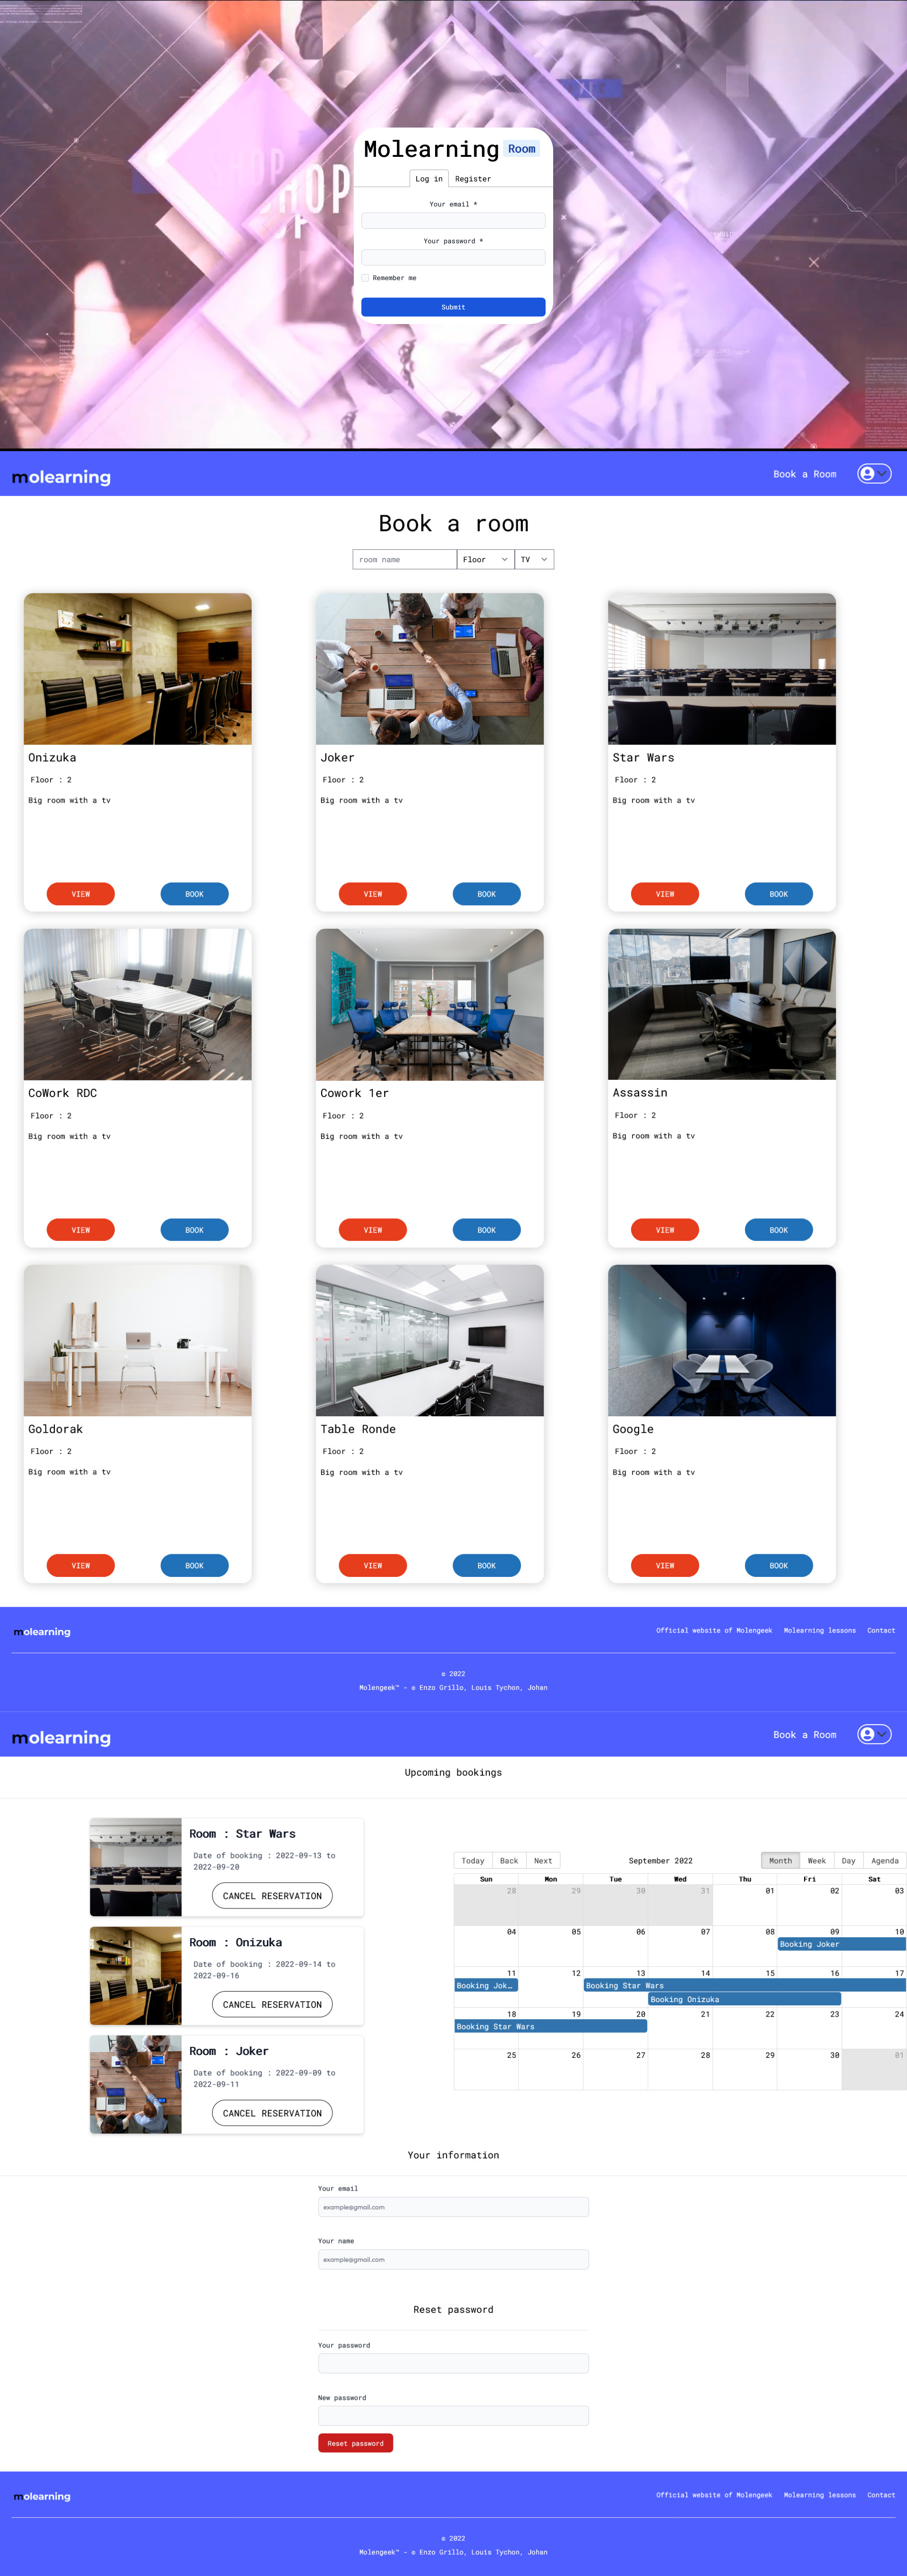 SHOP
DROP
UP
Molearning Room
Log in Register
Your email *
Your password *
Remember me
Submit
molearning
Book a Room
Book a room
room name Floor TV
Onizuka
Floor : 2
Big room with a tv
VIEW BOOK
Joker
Floor : 2
Big room with a tv
VIEW BOOK
Star Wars
Floor : 2
Big room with a tv
VIEW BOOK
CoWork RDC
Floor : 2
Big room with a tv
VIEW BOOK
Cowork 1er
Floor : 2
Big room with a tv
VIEW BOOK
Assassin
Floor : 2
Big room with a tv
VIEW BOOK
Goldorak
Floor : 2
Big room with a tv
VIEW BOOK
Table Ronde
Floor : 2
Big room with a tv
VIEW BOOK
Google
Floor : 2
Big room with a tv
VIEW BOOK
molearning
Official website of Molengeek Molearning lessons Contact
© 2022
Molengeek™ - © Enzo Grillo, Louis Tychon, Johan
molearning
Book a Room
Upcoming bookings
Room : Star Wars
Date of booking : 2022-09-13 to
2022-09-20
CANCEL RESERVATION
Room : Onizuka
Date of booking : 2022-09-14 to
2022-09-16
CANCEL RESERVATION
Room : Joker
Date of booking : 2022-09-09 to
2022-09-11
CANCEL RESERVATION
Today Back Next September 2022 Month Week Day Agenda
Sun Mon Tue Wed Thu Fri Sat
28 29 30 31 01 02 03
04 05 06 07 08 09 10
Booking Joker
11 12 13 14 15 16 17
Booking Jok… Booking Star Wars
Booking Onizuka
18 19 20 21 22 23 24
Booking Star Wars
25 26 27 28 29 30 01
Your information
Your email
example@gmail.com
Your name
example@gmail.com
Reset password
Your password
New password
Reset password
molearning
Official website of Molengeek Molearning lessons Contact
© 2022
Molengeek™ - © Enzo Grillo, Louis Tychon, Johan